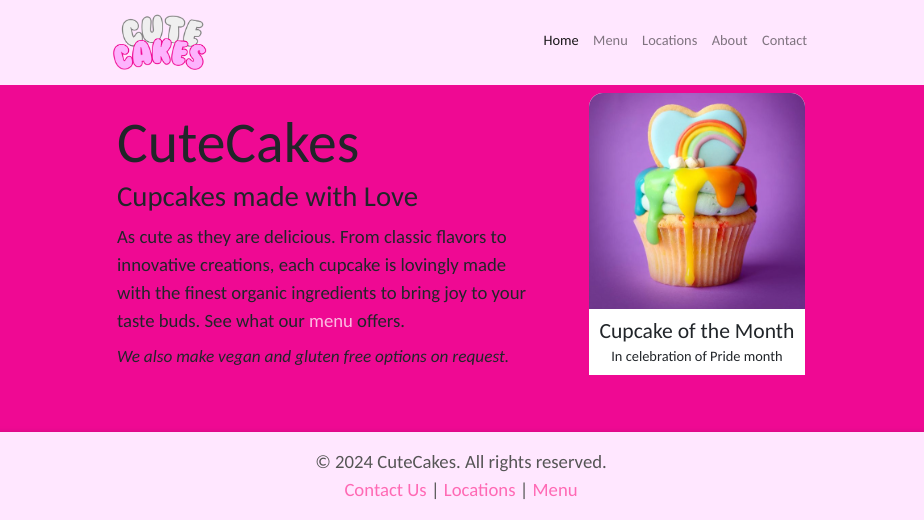 CUTE
CAKES
Home Menu Locations About Contact
CuteCakes
Cupcakes made with Love
As cute as they are delicious. From classic flavors to
innovative creations, each cupcake is lovingly made
with the finest organic ingredients to bring joy to your
taste buds. See what our menu offers.
We also make vegan and gluten free options on request.
Cupcake of the Month
In celebration of Pride month
© 2024 CuteCakes. All rights reserved.
Contact Us | Locations | Menu